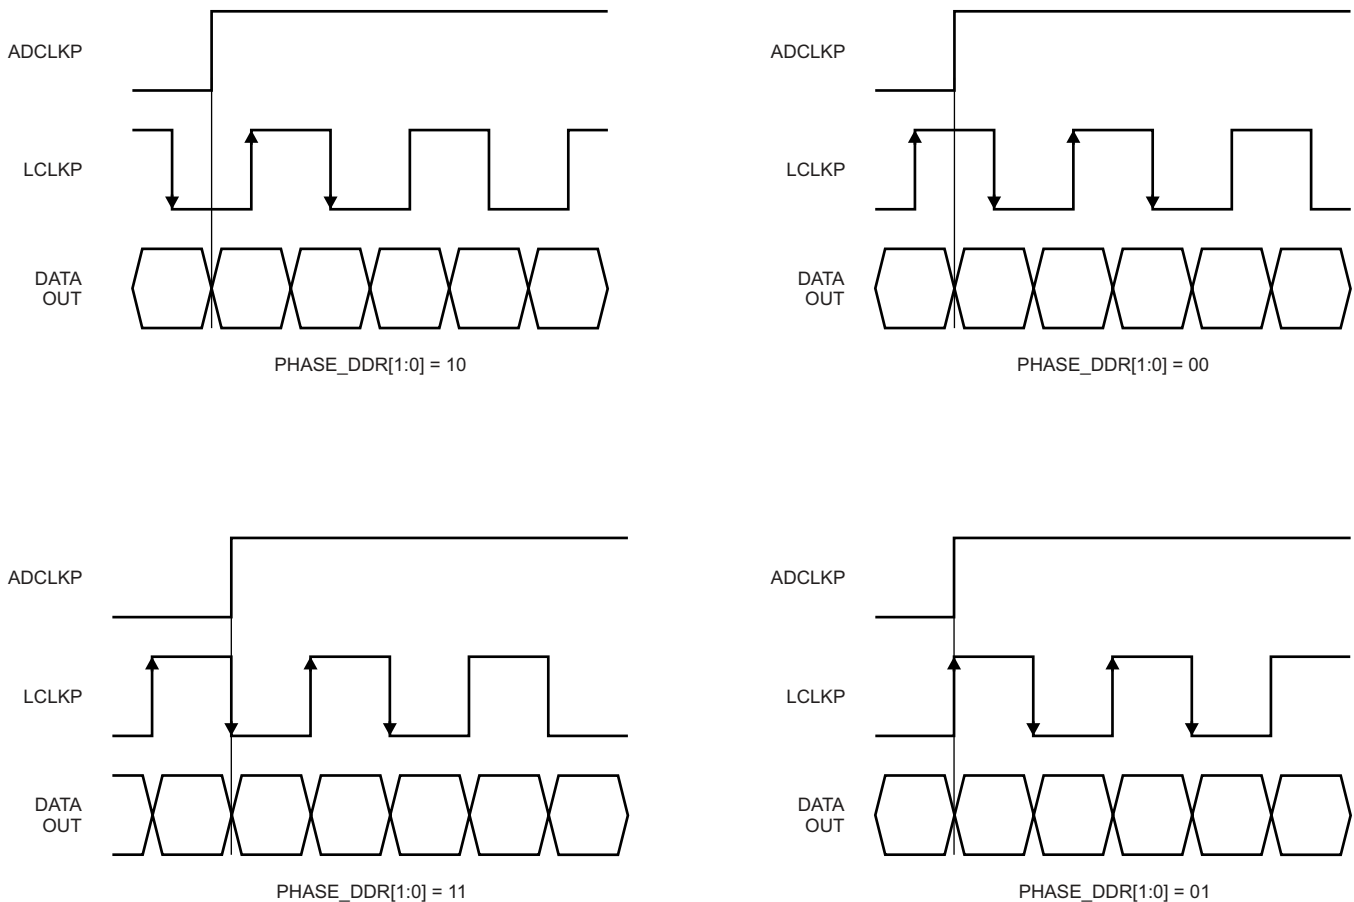 ADCLKP
LCLKP
DATA
OUT
PHASE_DDR[1:0] = 10
ADCLKP
LCLKP
DATA
OUT
PHASE_DDR[1:0] = 00
ADCLKP
LCLKP
DATA
OUT
PHASE_DDR[1:0] = 11
ADCLKP
LCLKP
DATA
OUT
PHASE_DDR[1:0] = 01